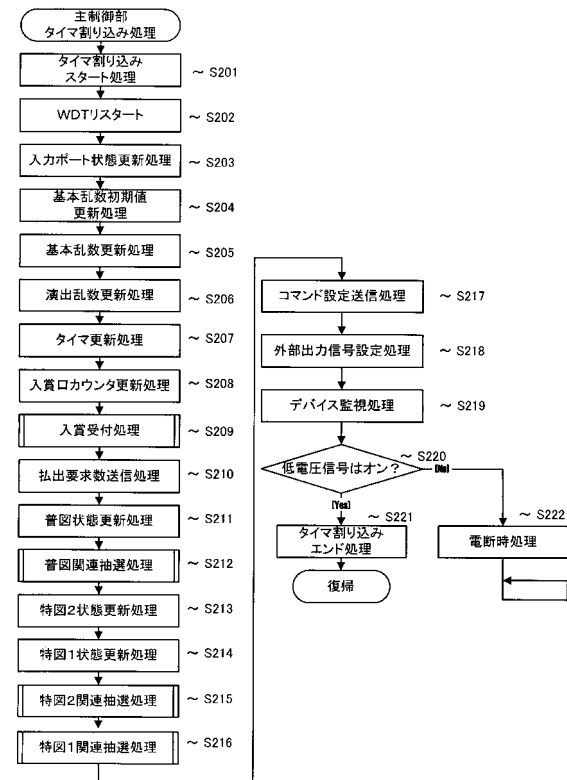 主制御部
タイマ割り込み処理
タイマ割り込み
スタート処理
～ S201
WDTリスタート
～ S202
入力ポート状態更新処理
～ S203
基本乱数初期値
更新処理
～ S204
基本乱数更新処理
～ S205
演出乱数更新処理
～ S206
タイマ更新処理
～ S207
入賞口カウンタ更新処理
～ S208
入賞受付処理
～ S209
払出要求数送信処理
～ S210
普図状態更新処理
～ S211
普図関連抽選処理
～ S212
特図2状態更新処理
～ S213
特図1状態更新処理
～ S214
特図2関連抽選処理
～ S215
特図1関連抽選処理
～ S216
コマンド設定送信処理
～ S217
外部出力信号設定処理
～ S218
デバイス監視処理
～ S219
低電圧信号はオン？
～ S220
[No]
[Yes]
～ S221
タイマ割り込み
エンド処理
復帰
～ S222
電断時処理